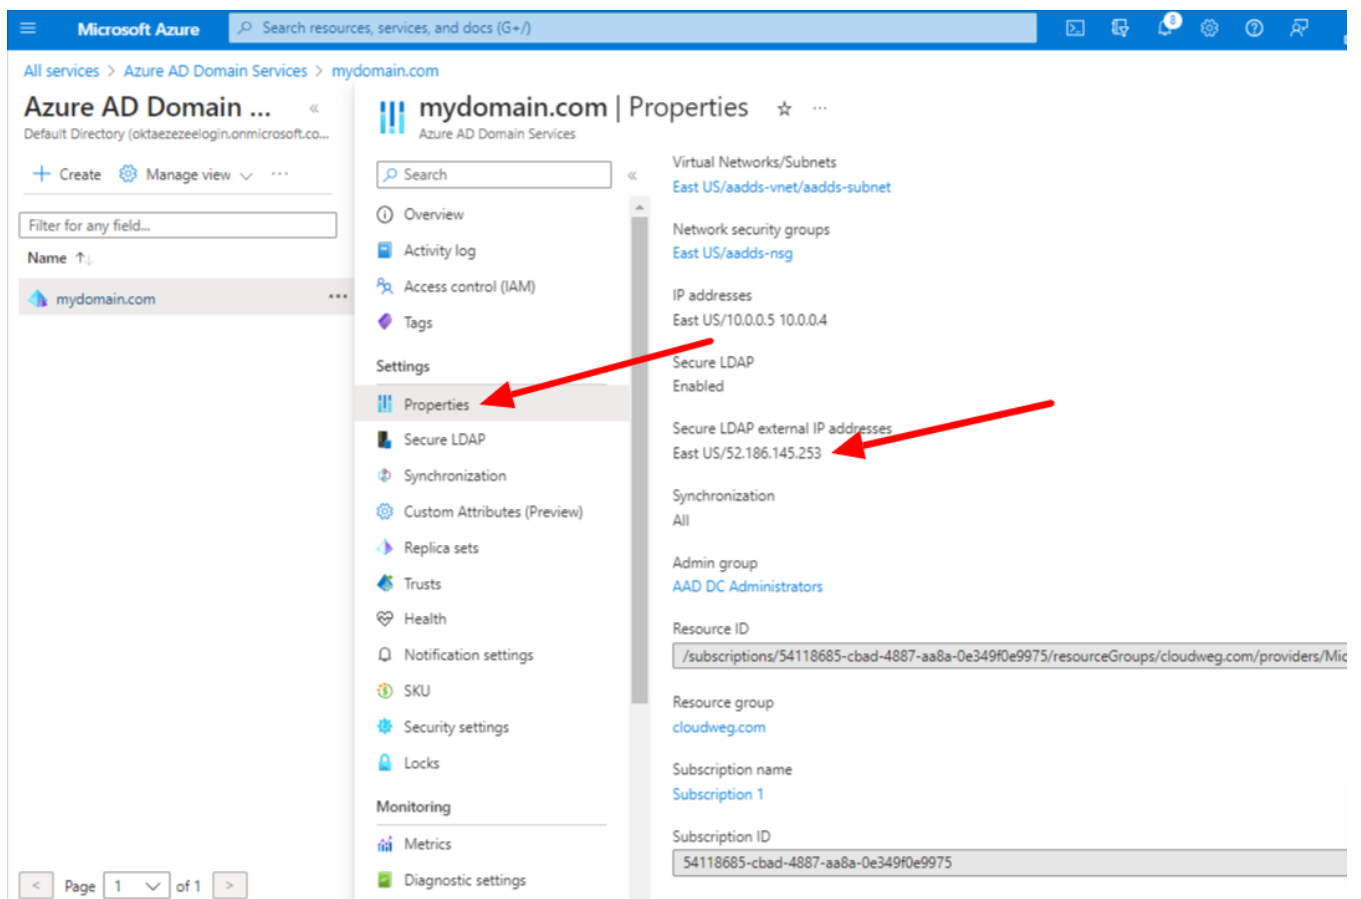 Microsoft Azure
Search resources, services, and docs (G+/)
8
All services > Azure AD Domain Services > mydomain.com
Azure AD Domain ... «
Default Directory (oktaezezeelogin.onmicrosoft.co...
+ Create Manage view ...
Filter for any field...
Name ↑↓
mydomain.com ...
< Page 1 of 1 >
mydomain.com | Properties ...
Azure AD Domain Services
Search «
Overview
Activity log
Access control (IAM)
Tags
Settings
Properties
Secure LDAP
Synchronization
Custom Attributes (Preview)
Replica sets
Trusts
Health
Notification settings
SKU
Security settings
Locks
Monitoring
Metrics
Diagnostic settings
Virtual Networks/Subnets
East US/aadds-vnet/aadds-subnet
Network security groups
East US/aadds-nsg
IP addresses
East US/10.0.0.5 10.0.0.4
Secure LDAP
Enabled
Secure LDAP external IP addresses
East US/52.186.145.253
Synchronization
All
Admin group
AAD DC Administrators
Resource ID
/subscriptions/54118685-cbad-4887-aa8a-0e349f0e9975/resourceGroups/cloudweg.com/providers/Mic
Resource group
cloudweg.com
Subscription name
Subscription 1
Subscription ID
54118685-cbad-4887-aa8a-0e349f0e9975